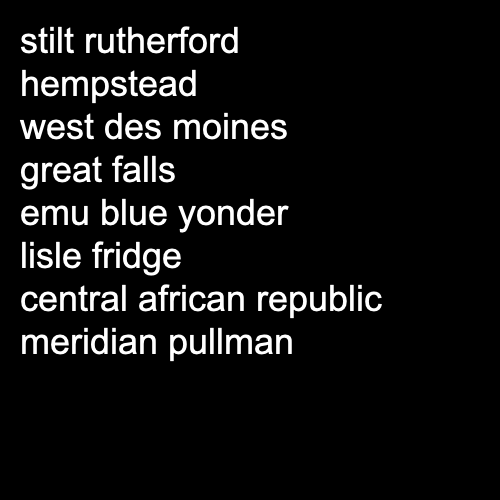 stilt rutherford
hempstead
west des moines
great falls
emu blue yonder
lisle fridge
central african republic
meridian pullman